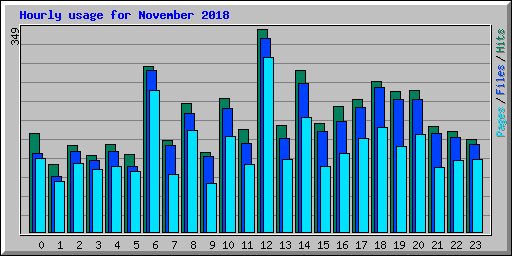 Hourly usage for November 2018
349
Pages / Files / Hits
0 1 2 3 4 5 6 7 8 9 10 11 12 13 14 15 16 17 18 19 20 21 22 23